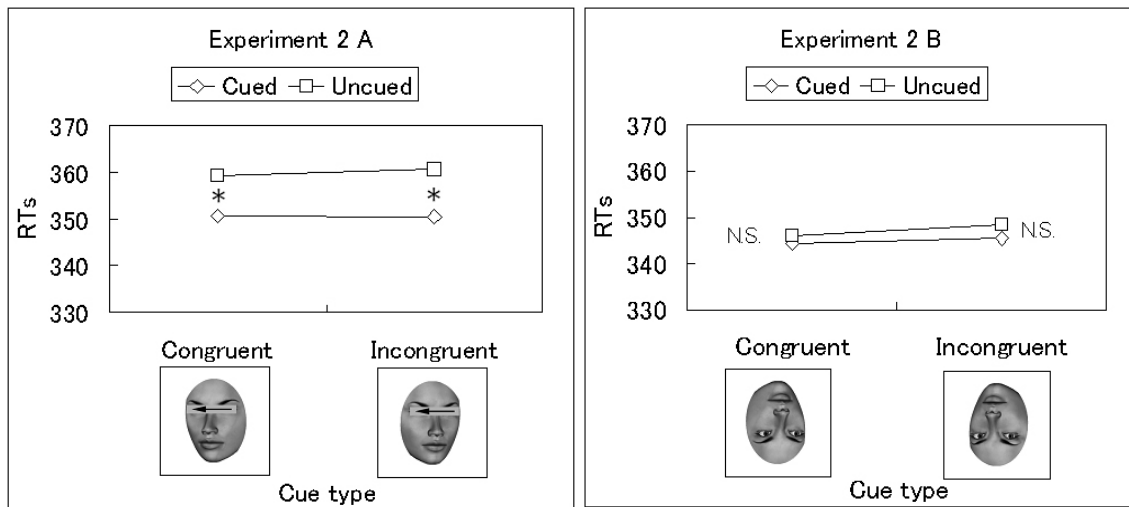 Experiment 2 A
Cued Uncued
370
360
350
340
330
RTs
* *
Congruent Incongruent
Cue type
Experiment 2 B
Cued Uncued
370
360
350
340
330
RTs
N.S. N.S.
Congruent Incongruent
Cue type